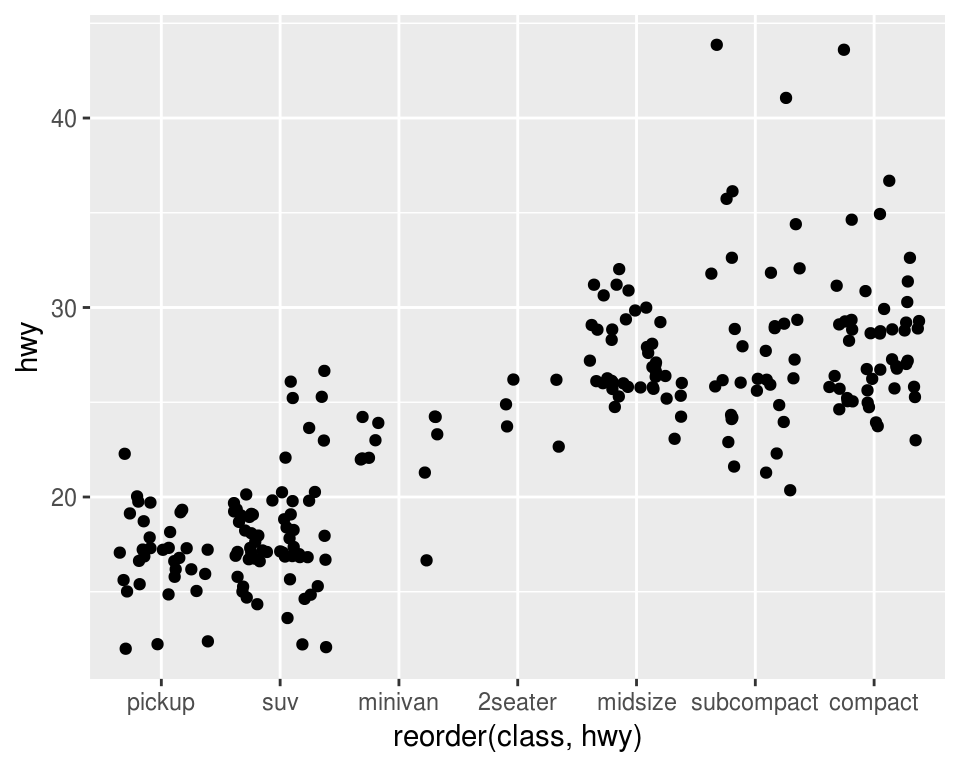 hwy
40
30
20
pickup suv minivan 2seater midsize subcompact compact
reorder(class, hwy)